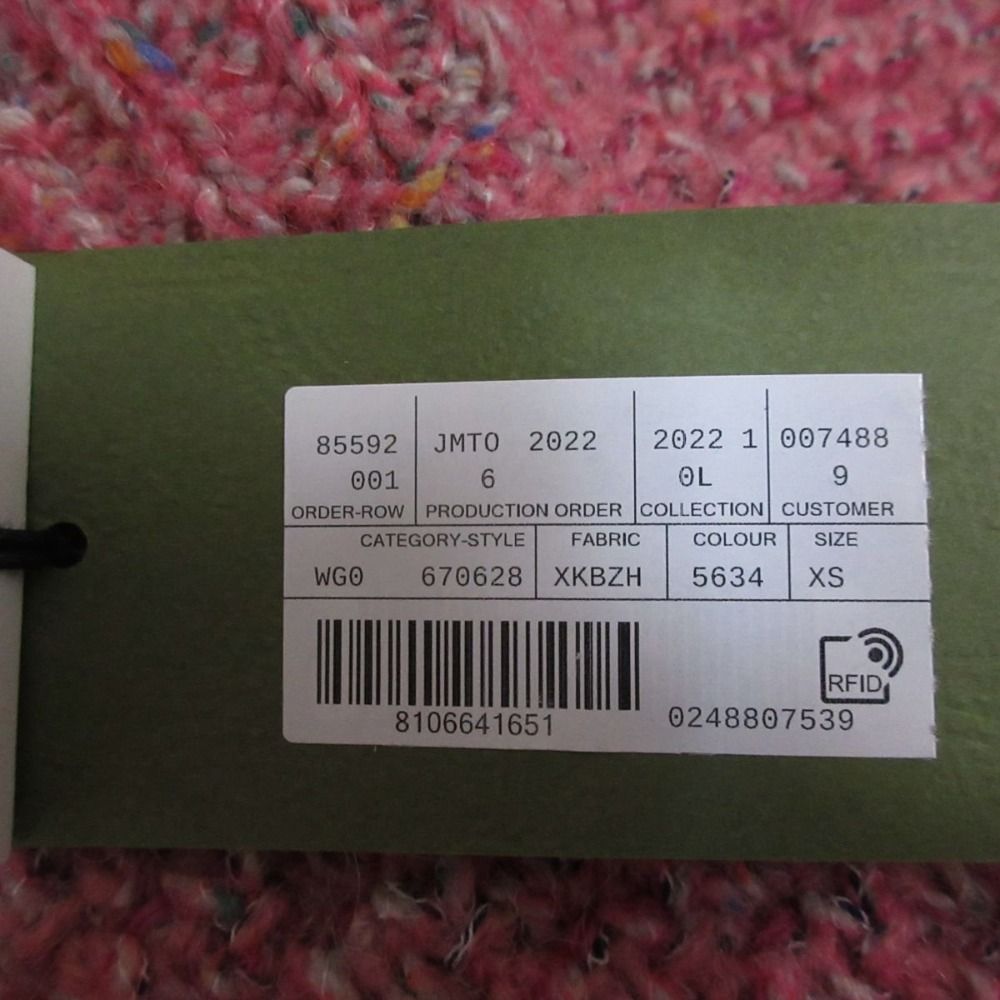 85592 JMTO 2022 2022 1 007488
001 6 0L 9
ORDER-ROW PRODUCTION ORDER COLLECTION CUSTOMER
CATEGORY-STYLE FABRIC COLOUR SIZE
WG0 670628 XKBZH 5634 XS
RFID
8106641651 0248807539